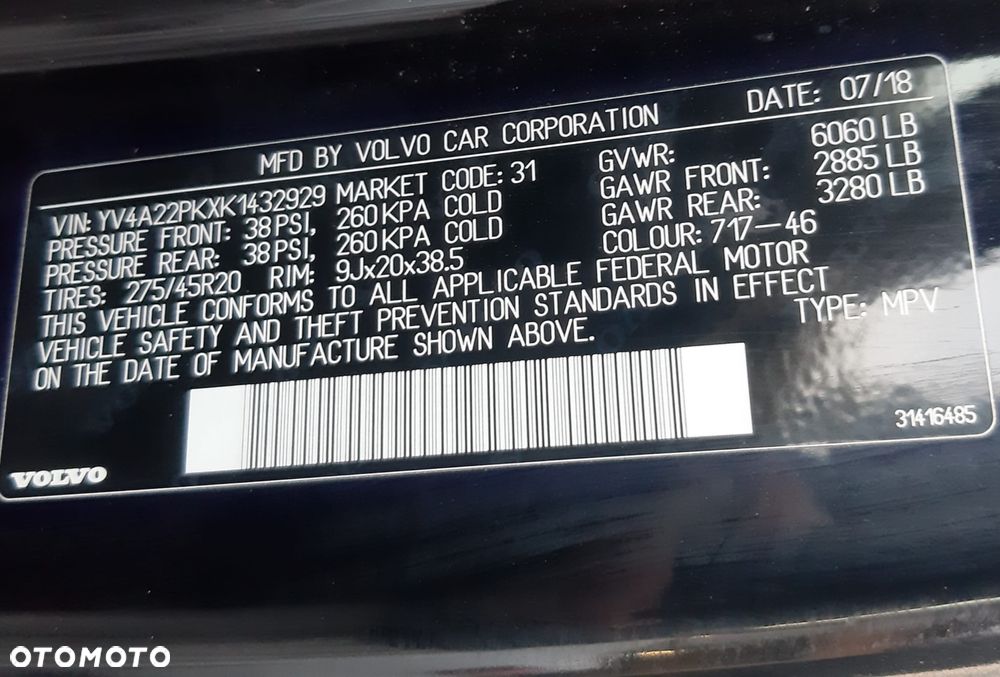 MFD BY VOLVO CAR CORPORATION DATE: 07/18
VIN: YV4A22PKXK1432929 MARKET CODE: 31 GVWR: 6060 LB
PRESSURE FRONT: 38 PSI, 260 KPA COLD GAWR FRONT: 2885 LB
PRESSURE REAR: 38 PSI, 260 KPA COLD GAWR REAR: 3280 LB
TIRES: 275/45R20 RIM: 9Jx20x38.5 COLOUR: 717-46
THIS VEHICLE CONFORMS TO ALL APPLICABLE FEDERAL MOTOR
VEHICLE SAFETY AND THEFT PREVENTION STANDARDS IN EFFECT
ON THE DATE OF MANUFACTURE SHOWN ABOVE. TYPE: MPV
31416485
VOLVO
OTOMOTO